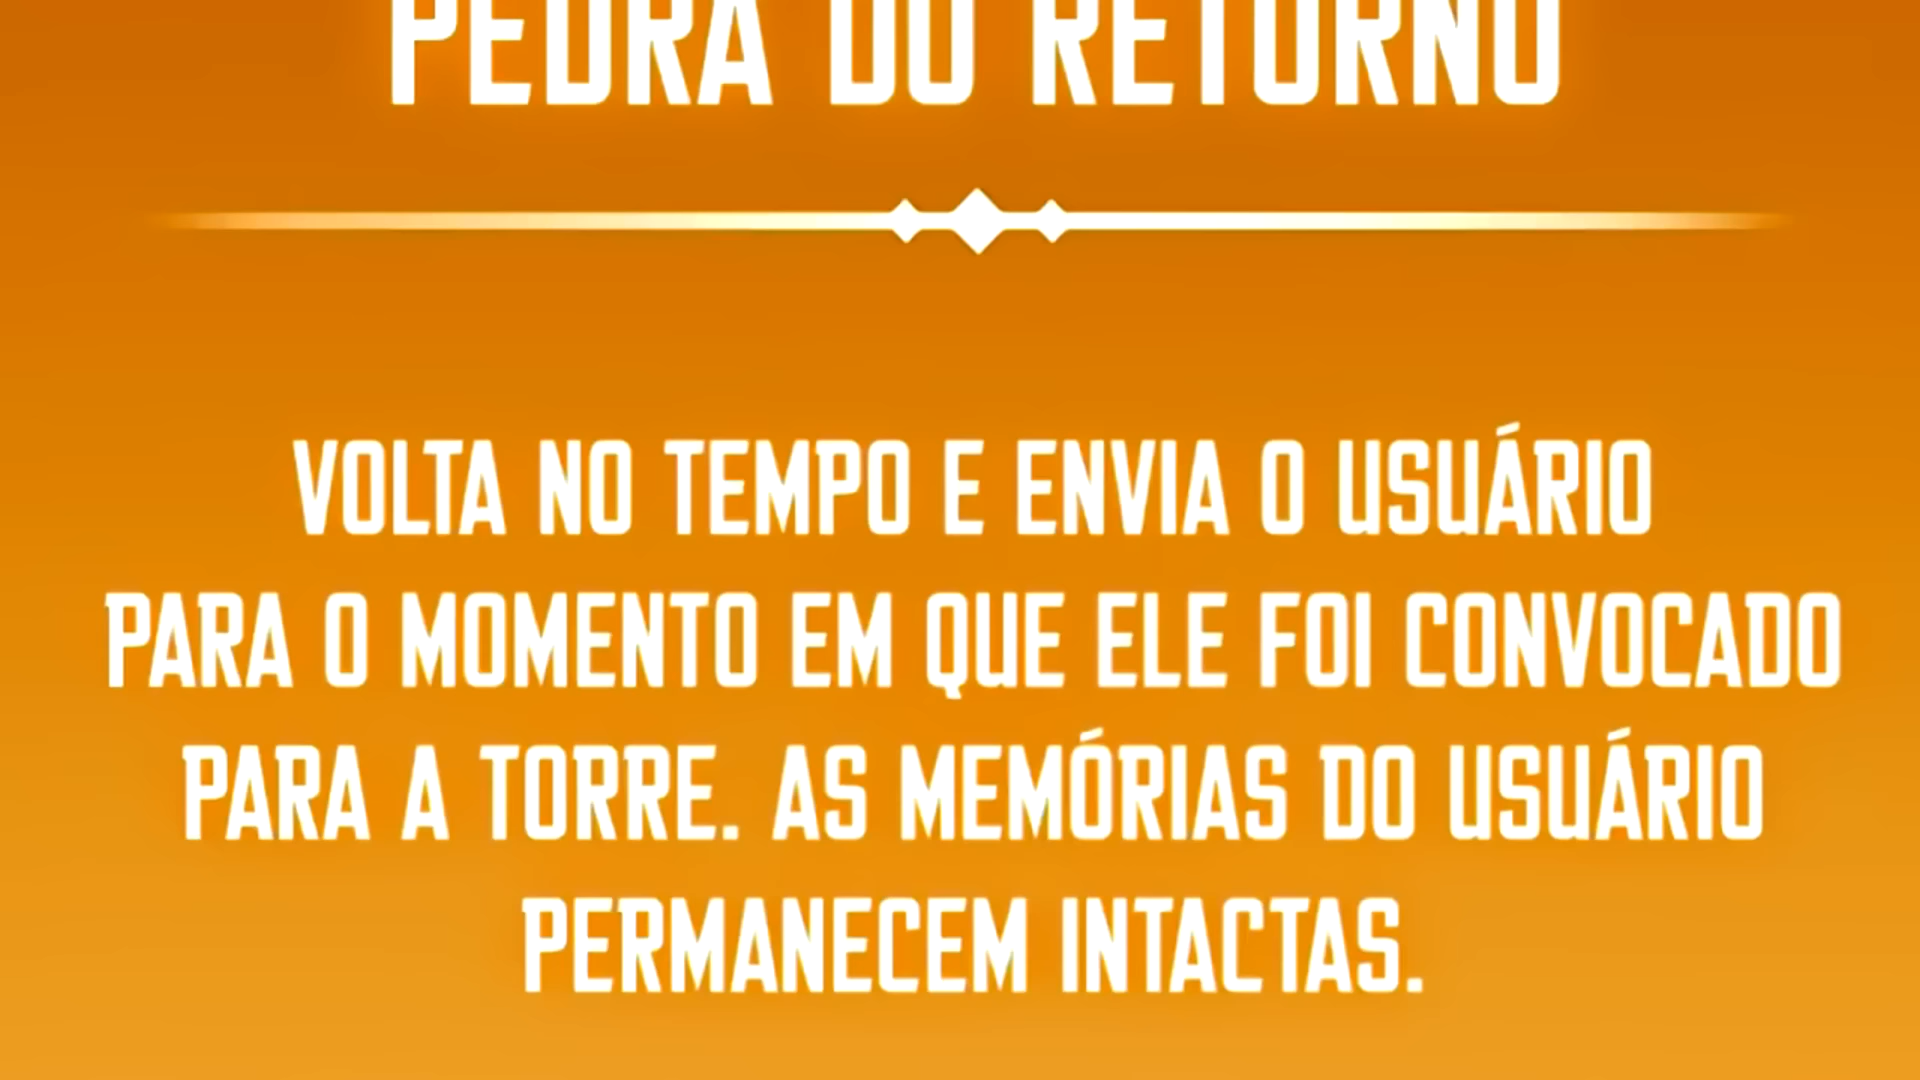 PEDRA DO RETORNO
VOLTA NO TEMPO E ENVIA O USUÁRIO
PARA O MOMENTO EM QUE ELE FOI CONVOCADO
PARA A TORRE. AS MEMÓRIAS DO USUÁRIO
PERMANECEM INTACTAS.